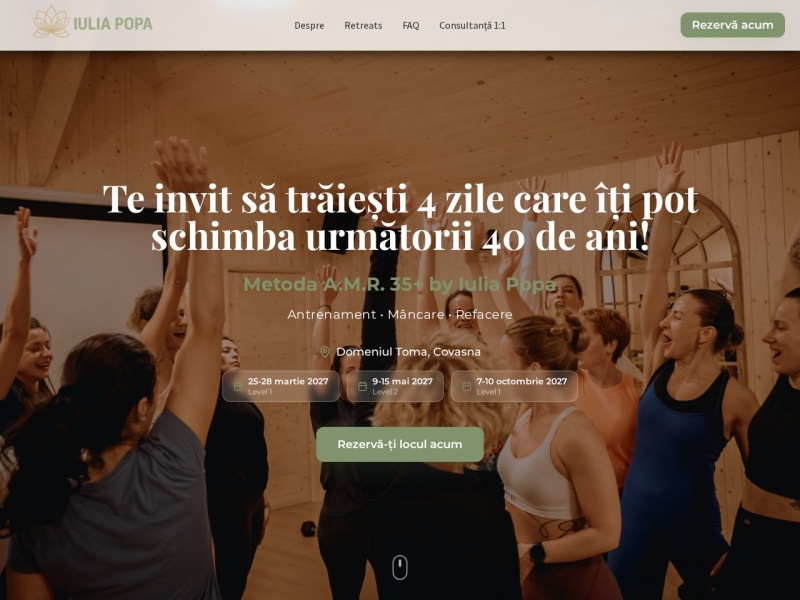 IULIA POPA
Despre
Retreats
FAQ
Consultanță 1:1
Rezervă acum
Te invit să trăiești 4 zile care îți pot
schimba următorii 40 de ani!
Metoda A.M.R. 35+ by Iulia Popa
Antrenament • Mâncare • Refacere
Domeniul Toma, Covasna
25-28 martie 2027
Level 1
9-15 mai 2027
Level 2
7-10 octombrie 2027
Level 1
Rezervă-ți locul acum